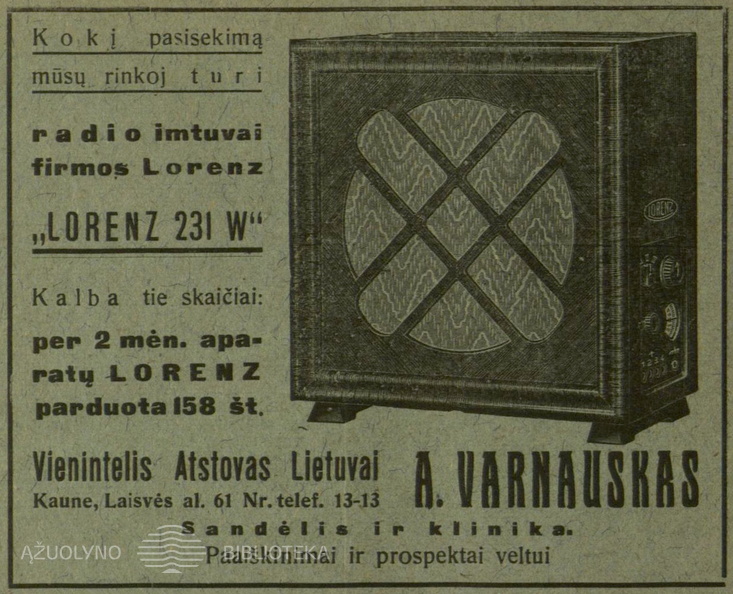 Kokį pasisekimą
mūsų rinkoj turi
radio imtuvai
firmos Lorenz
„LORENZ 231 W“
Kalba tie skaičiai:
per 2 mėn. apa-
ratų LORENZ
parduota 158 št.
LORENZ
Vienintelis Atstovas Lietuvai A. VARNAUSKAS
Kaune, Laisvės al. 61 Nr. telef. 13-13
Sandėlis ir klinika.
Paaiškinimai ir prospektai veltui
AŽUOLYNO BIBLIOTEKA